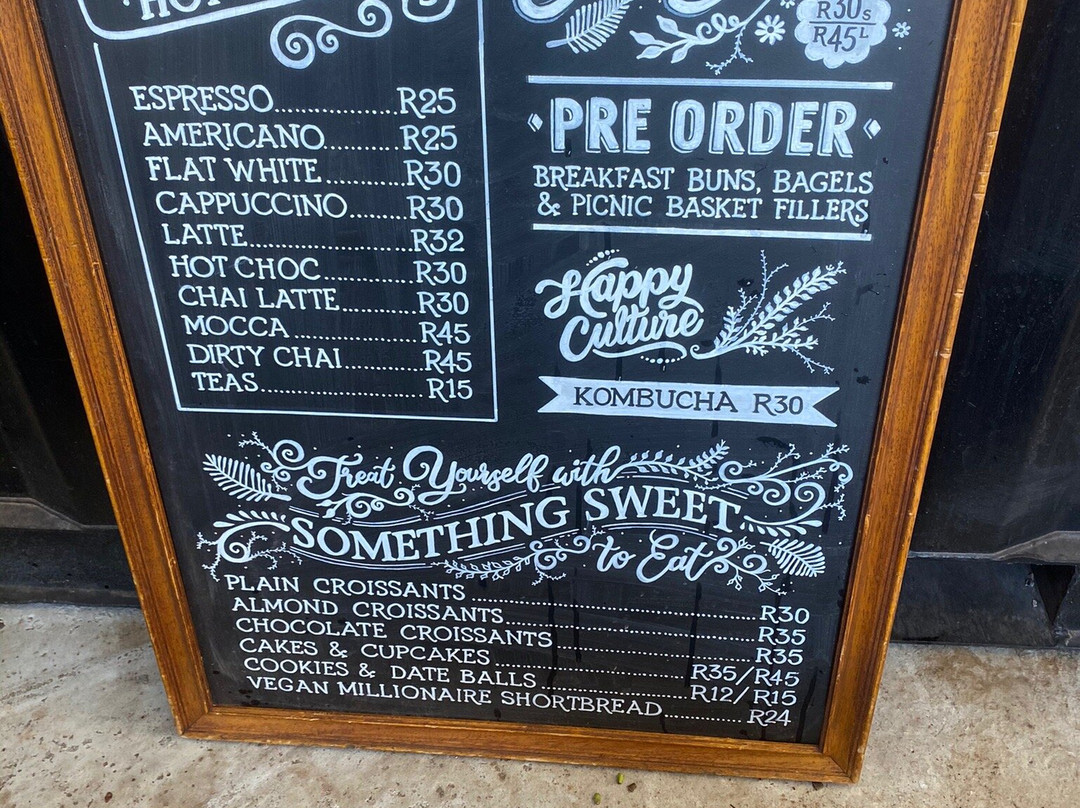 ESPRESSO..............R25
AMERICANO............R25
FLAT WHITE............R30
CAPPUCCINO.........R30
LATTE.....................R32
HOT CHOC.............R30
CHAI LATTE...........R30
MOCCA..................R45
DIRTY CHAI............R45
TEAS.......................R15
R30s
R45L
PRE ORDER
BREAKFAST BUNS, BAGELS
& PICNIC BASKET FILLERS
Happy
Culture
KOMBUCHA R30
Treat Yourself with
SOMETHING SWEET
to Eat
PLAIN CROISSANTS..............................R30
ALMOND CROISSANTS..........................R35
CHOCOLATE CROISSANTS......................R35
CAKES & CUPCAKES......................R35/R45
COOKIES & DATE BALLS..................R12/R15
VEGAN MILLIONAIRE SHORTBREAD............R24